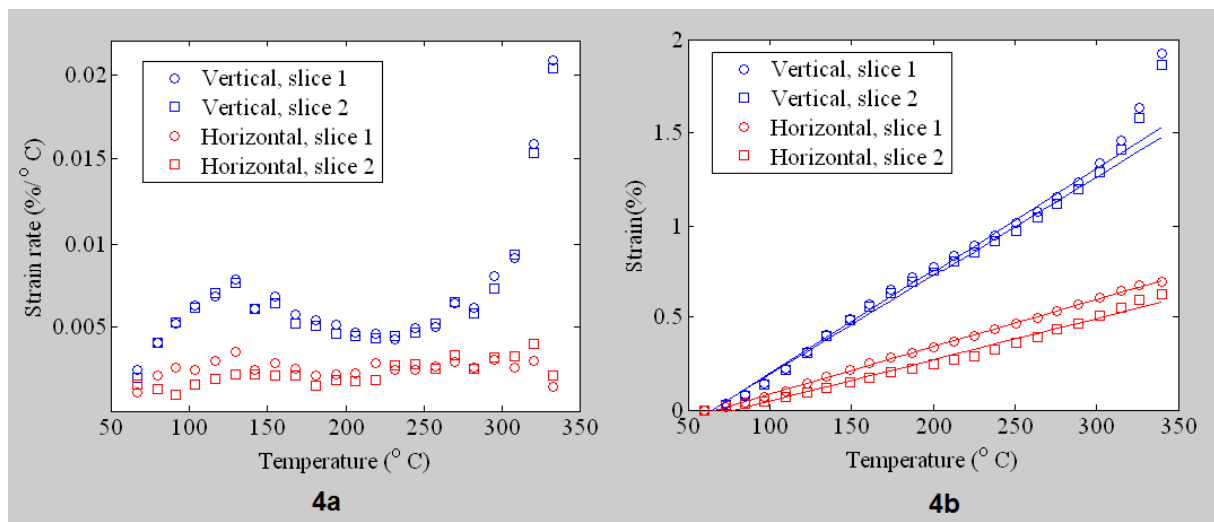 0.02
0.015
0.01
0.005
Strain rate (%/° C)
Vertical, slice 1
Vertical, slice 2
Horizontal, slice 1
Horizontal, slice 2
50 100 150 200 250 300 350
Temperature (° C)
4a
2
1.5
1
0.5
0
Strain(%)
Vertical, slice 1
Vertical, slice 2
Horizontal, slice 1
Horizontal, slice 2
50 100 150 200 250 300 350
Temperature (° C)
4b